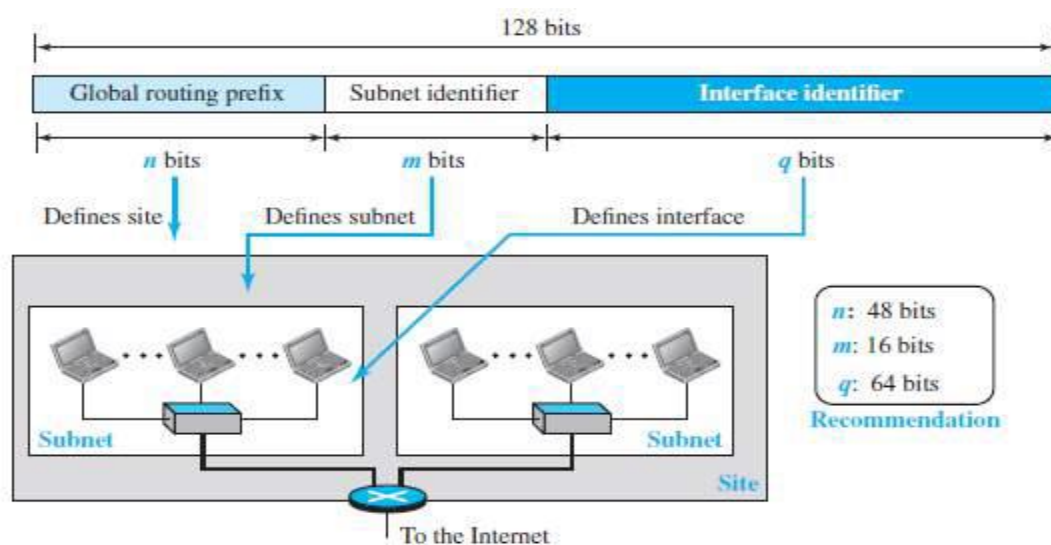 128 bits
Global routing prefix
Subnet identifier
Interface identifier
n bits
m bits
q bits
Defines site
Defines subnet
Defines interface
n: 48 bits
m: 16 bits
q: 64 bits
Recommendation
Subnet
Subnet
Site
To the Internet